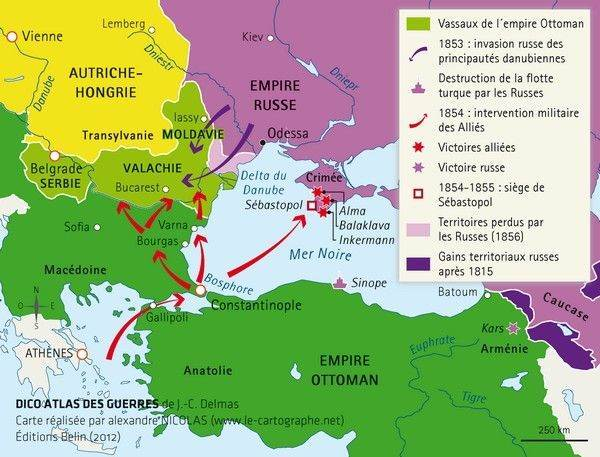 Lemberg
Vienne
Kiev
Dniestr
Dniepr
Danube
AUTRICHE-
HONGRIE
EMPIRE
RUSSE
Iassy
MOLDAVIE
Odessa
Transylvanie
Belgrade
SERBIE
VALACHIE
Bucarest
Delta du
Danube
Crimée
Sébastopol
Alma
Balaklava
Inkermann
Sofia
Varna
Bourgas
Mer Noire
Macédoine
Bosphore
Sinope
Constantinople
Gallipoli
Batoum
Caucase
N
O
E
S
ATHÈNES
Kars
Arménie
Euphrate
Tigre
Anatolie
EMPIRE
OTTOMAN
Vassaux de l'empire Ottoman
1853 : invasion russe des
principautés danubiennes
Destruction de la flotte
turque par les Russes
1854 : intervention militaire
des Alliés
Victoires alliées
Victoire russe
1854-1855 : siège de
Sébastopol
Territoires perdus par
les Russes (1856)
Gains territoriaux russes
après 1815
DICO ATLAS DES GUERRES de J.-C. Delmas
Carte réalisée par alexandre NICOLAS (www.le-cartographe.net)
Éditions Belin (2012)
250 km